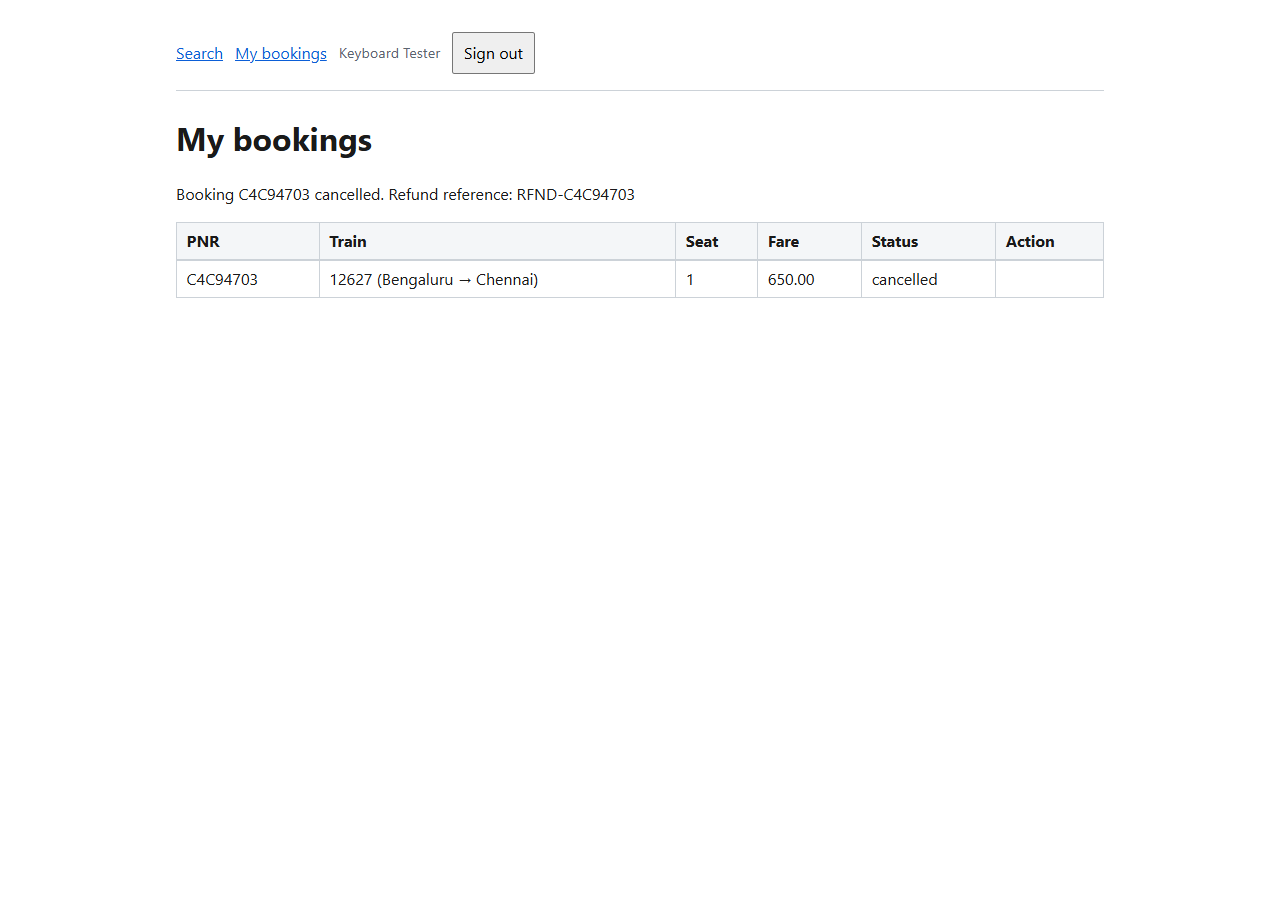 Search My bookings Keyboard Tester Sign out
My bookings
Booking C4C94703 cancelled. Refund reference: RFND-C4C94703
PNR Train Seat Fare Status Action
C4C94703 12627 (Bengaluru → Chennai) 1 650.00 cancelled